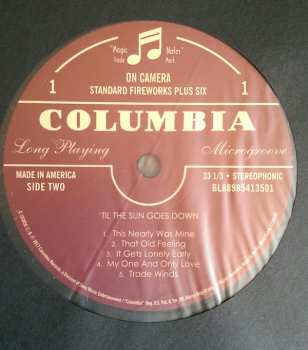 "Magic Notes"
Trade Mark
ON CAMERA
STANDARD FIREWORKS PLUS SIX
1 1
COLUMBIA
Long Playing Microgroove
MADE IN AMERICA
SIDE TWO
33 1/3 • STEREOPHONIC
BL88985413501
'TIL THE SUN GOES DOWN
1. This Nearly Was Mine
2. That Old Feeling
3. It Gets Lonely Early
4. My One And Only Love
5. Trade Winds